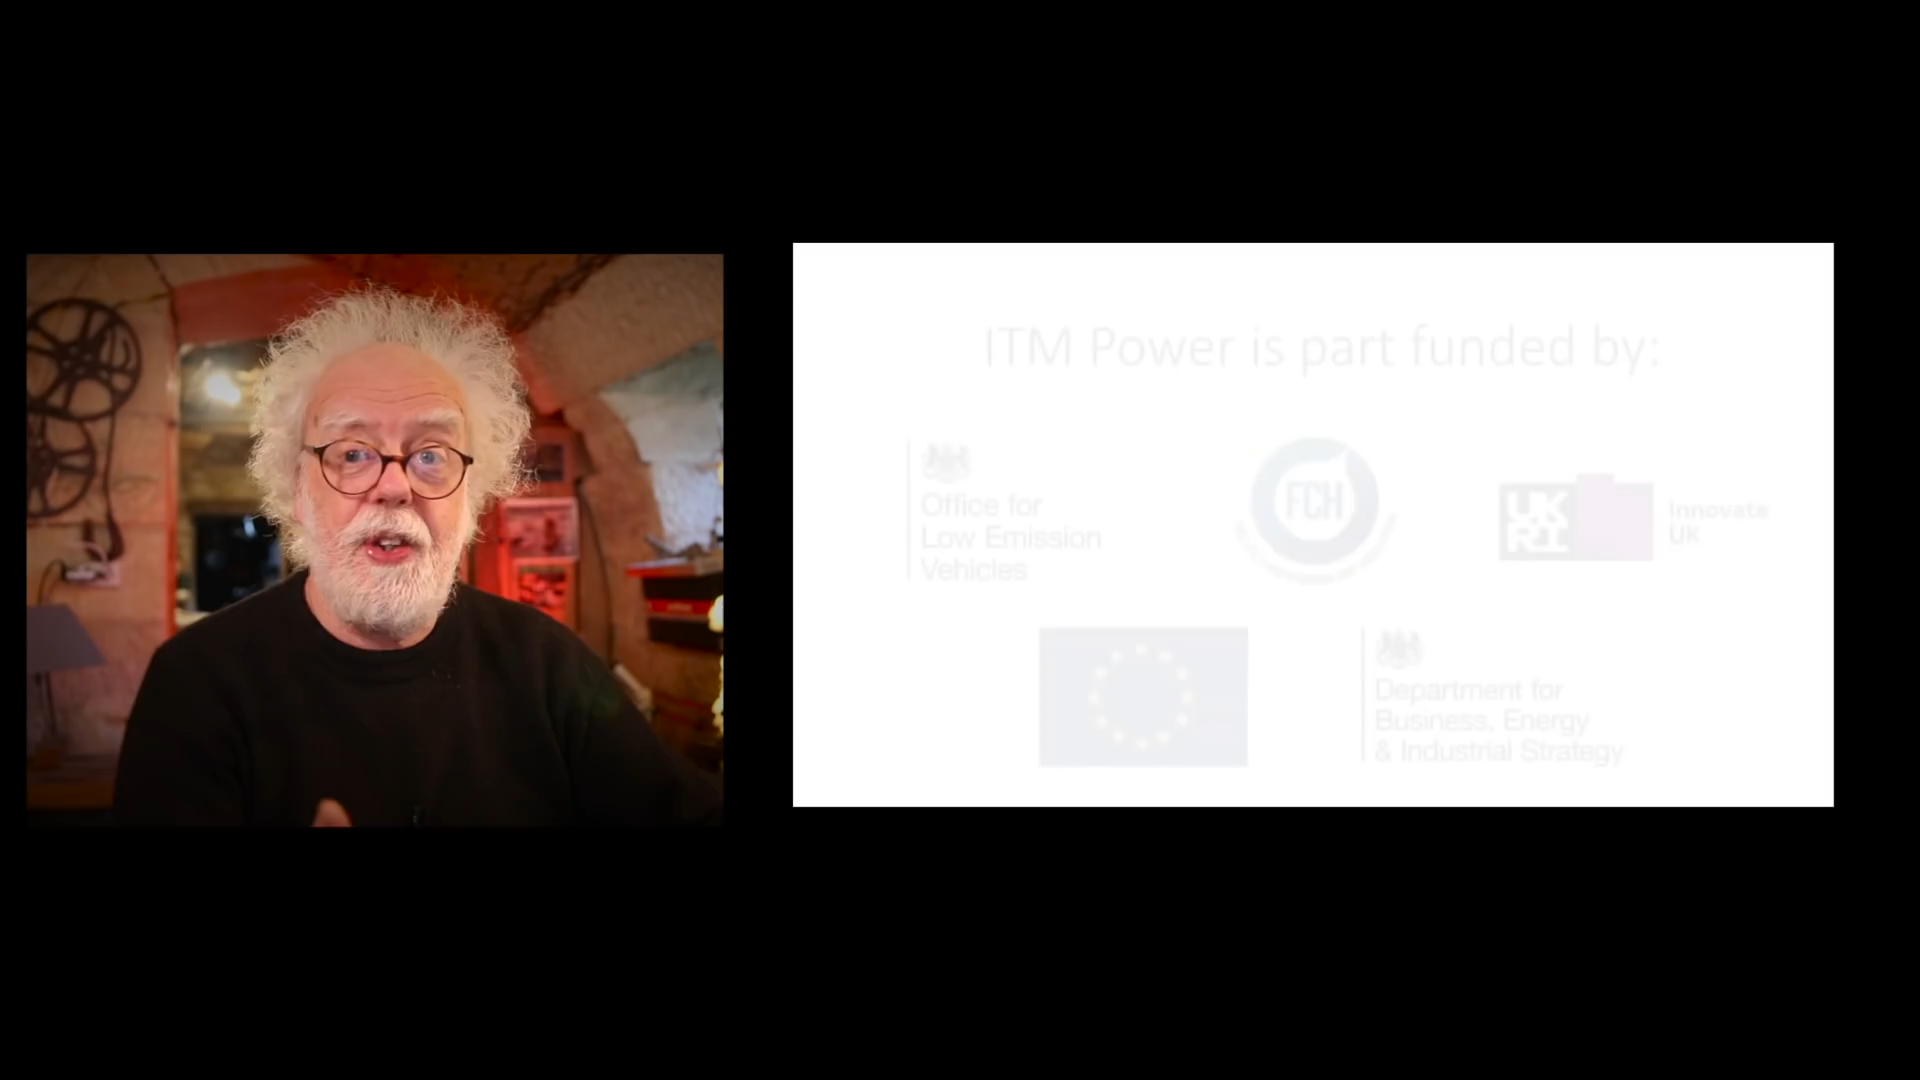 ITM Power is part funded by:
Office for
Low Emission
Vehicles
FCH
UK
RI
Innovate
UK
Department for
Business, Energy
& Industrial Strategy